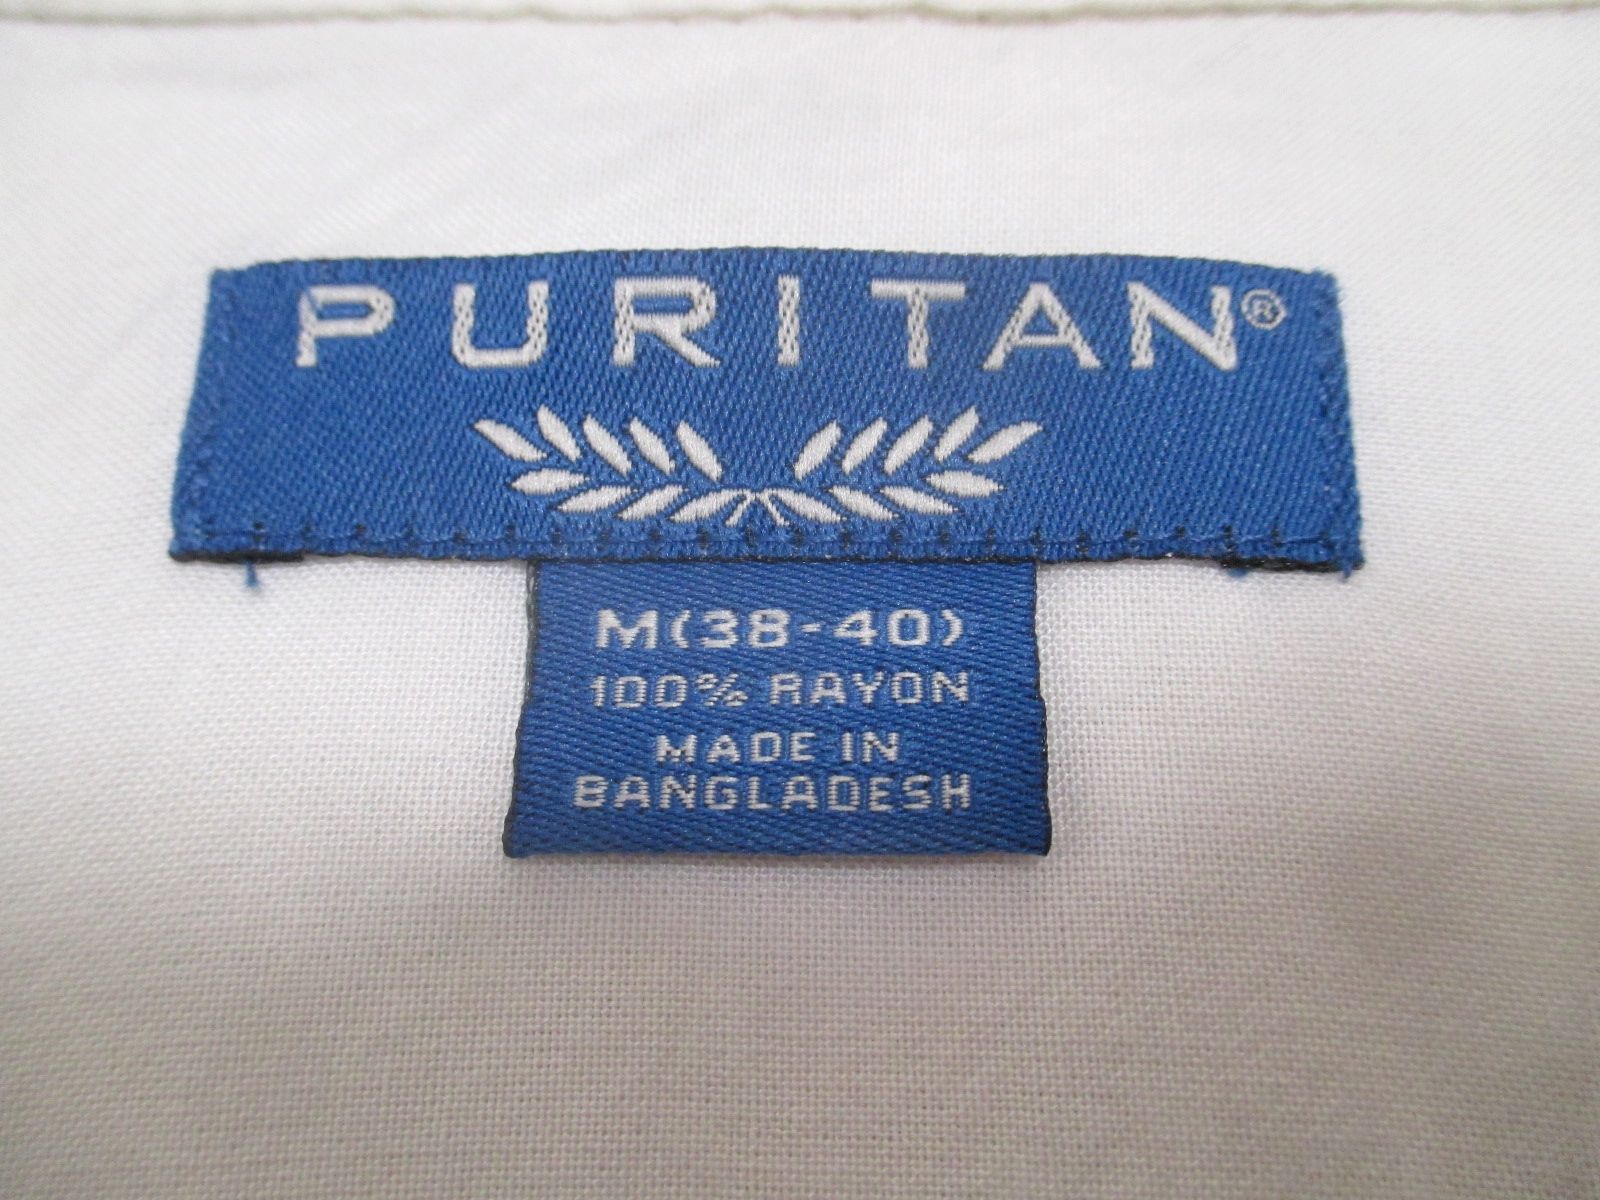 PURITAN®
M(38-40)
100% RAYON
MADE IN
BANGLADESH